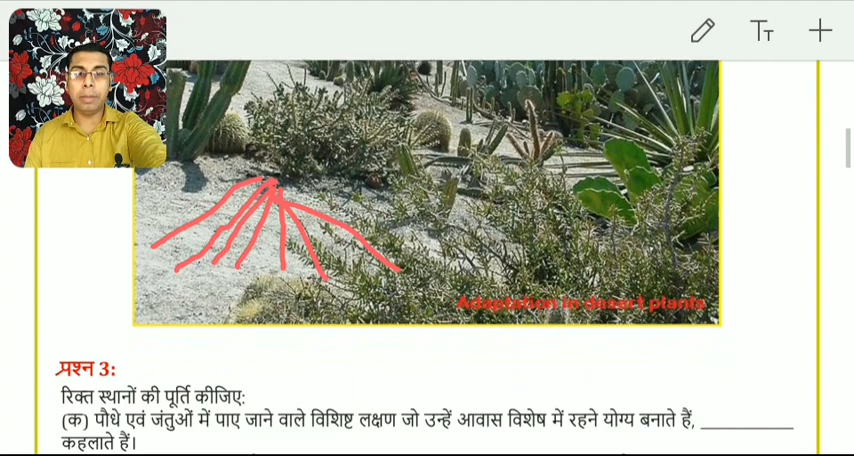 Adaptation in desert plants
प्रश्न 3:
रिक्त स्थानों की पूर्ति कीजिए:
(क) पौधे एवं जंतुओं में पाए जाने वाले विशिष्ट लक्षण जो उन्हें आवास विशेष में रहने योग्य बनाते हैं, __________
कहलाते हैं।